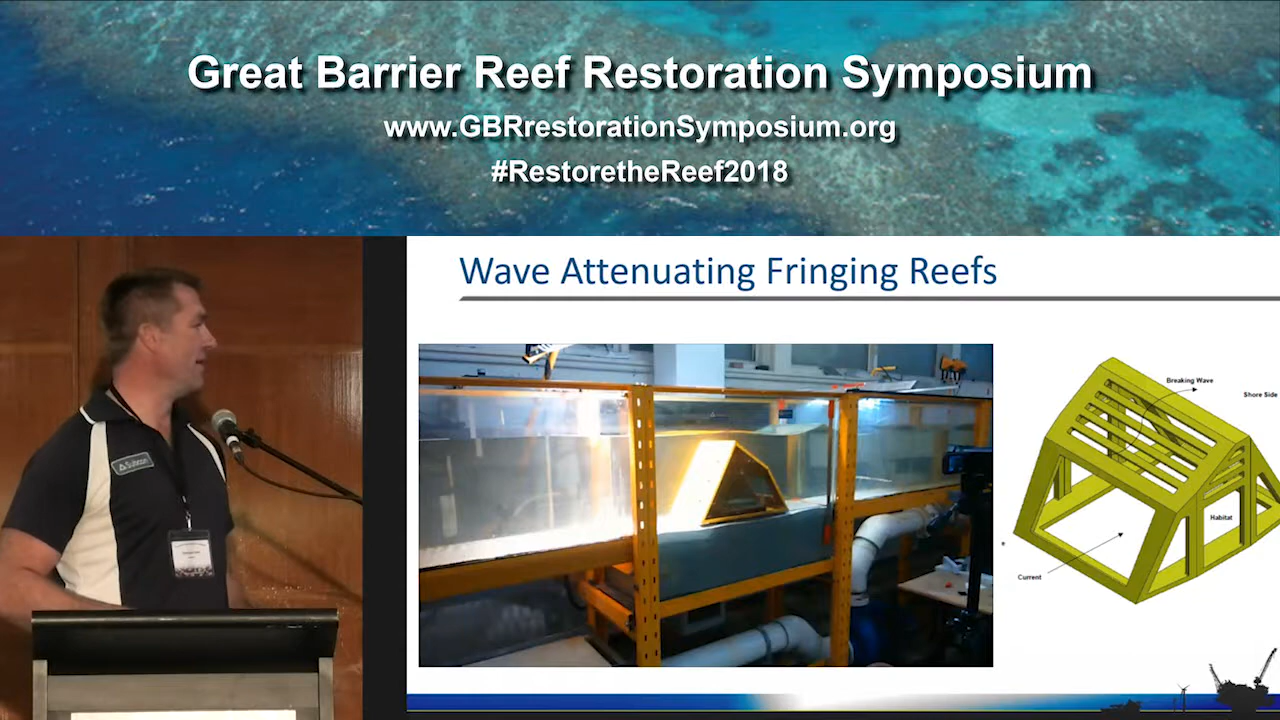 Great Barrier Reef Restoration Symposium
www.GBRrestorationSymposium.org
#RestoretheReef2018
Wave Attenuating Fringing Reefs
Breaking Wave
Shore Side
Habitat
Current